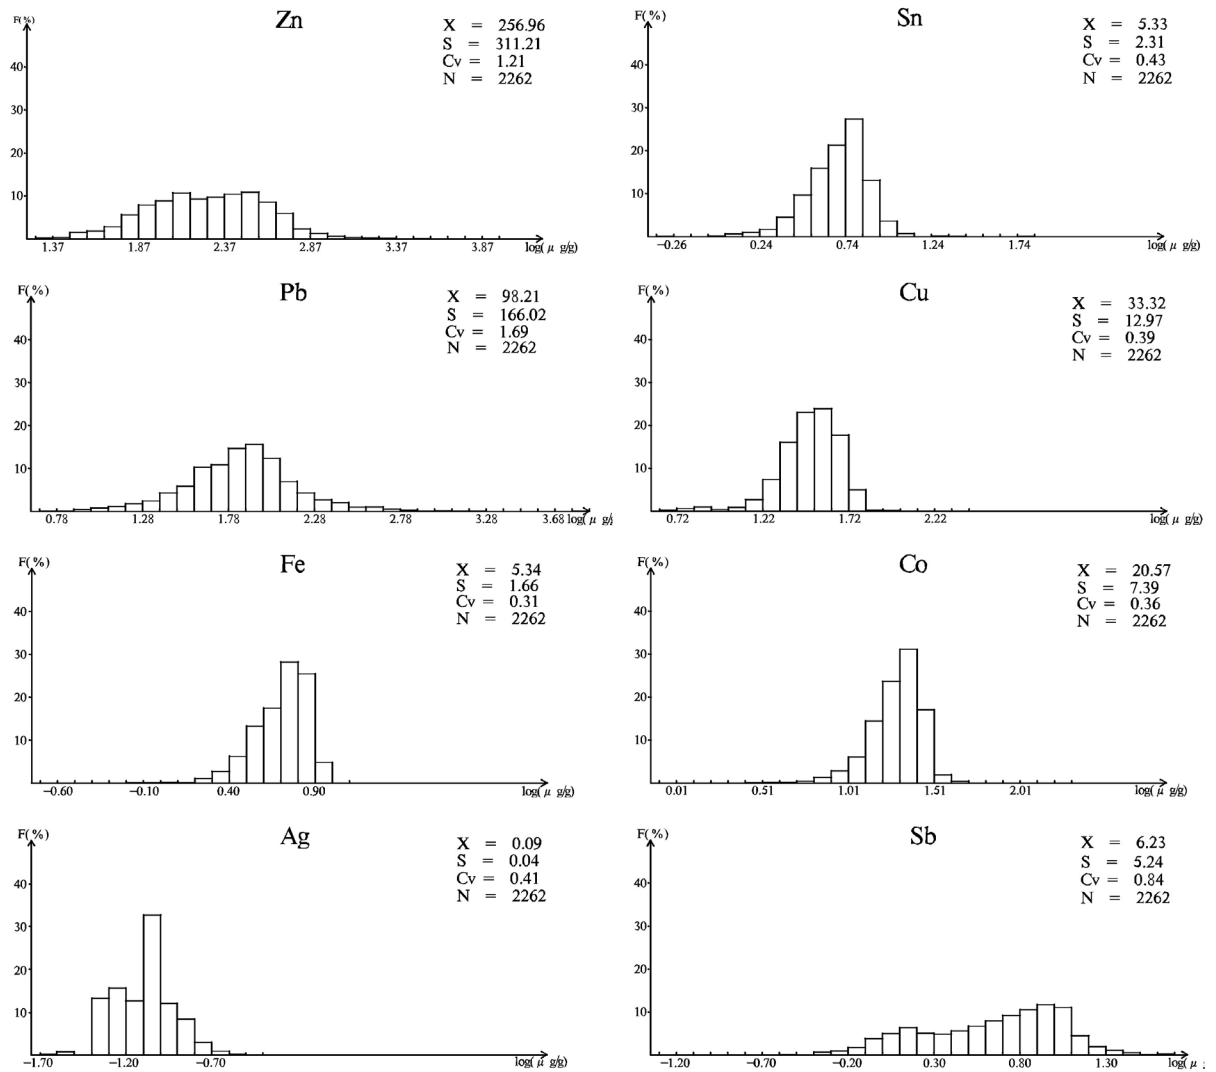 Zn
F(%)
X = 256.96
S = 311.21
Cv = 1.21
N = 2262
40
30
20
10
1.37 1.87 2.37 2.87 3.37 3.87 log(μ g/g)
Sn
F(%)
X = 5.33
S = 2.31
Cv = 0.43
N = 2262
40
30
20
10
−0.26 0.24 0.74 1.24 1.74 log(μ g/g)
Pb
F(%)
X = 98.21
S = 166.02
Cv = 1.69
N = 2262
40
30
20
10
0.78 1.28 1.78 2.28 2.78 3.28 3.68 log(μ g/
Cu
F(%)
X = 33.32
S = 12.97
Cv = 0.39
N = 2262
40
30
20
10
0.72 1.22 1.72 2.22 log(μ g/g)
Fe
F(%)
X = 5.34
S = 1.66
Cv = 0.31
N = 2262
40
30
20
10
−0.60 −0.10 0.40 0.90 log(μ g/g)
Co
F(%)
X = 20.57
S = 7.39
Cv = 0.36
N = 2262
40
30
20
10
0.01 0.51 1.01 1.51 2.01 log(μ g/g)
Ag
F(%)
X = 0.09
S = 0.04
Cv = 0.41
N = 2262
40
30
20
10
−1.70 −1.20 −0.70 log(μ g/g)
Sb
F(%)
X = 6.23
S = 5.24
Cv = 0.84
N = 2262
40
30
20
10
−1.20 −0.70 −0.20 0.30 0.80 1.30 log(μ